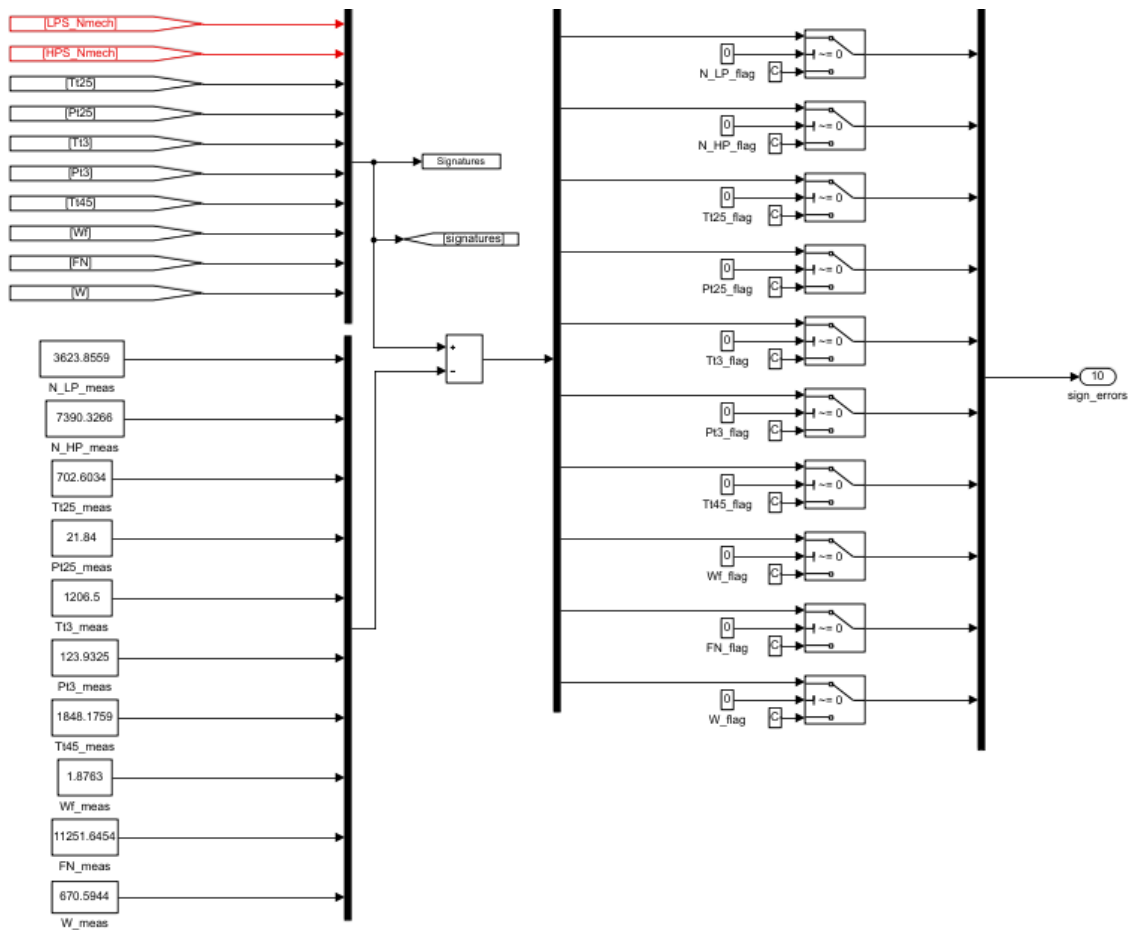 [LPS_Nmech]
[HPS_Nmech]
[Tt25]
[Pt25]
[Tt3]
[Pt3]
[Tt45]
[Wf]
[FN]
[W]
Signatures
[signatures]
+
−
3623.8559
N_LP_meas
7390.3266
N_HP_meas
702.6034
Tt25_meas
21.84
Pt25_meas
1206.5
Tt3_meas
123.9325
Pt3_meas
1848.1759
Tt45_meas
1.8763
Wf_meas
11251.6454
FN_meas
670.5944
W_meas
0
~= 0
N_LP_flag
C
0
~= 0
N_HP_flag
C
0
~= 0
Tt25_flag
C
0
~= 0
Pt25_flag
C
0
~= 0
Tt3_flag
C
0
~= 0
Pt3_flag
C
0
~= 0
Tt45_flag
C
0
~= 0
Wf_flag
C
0
~= 0
FN_flag
C
0
~= 0
W_flag
C
10
sign_errors